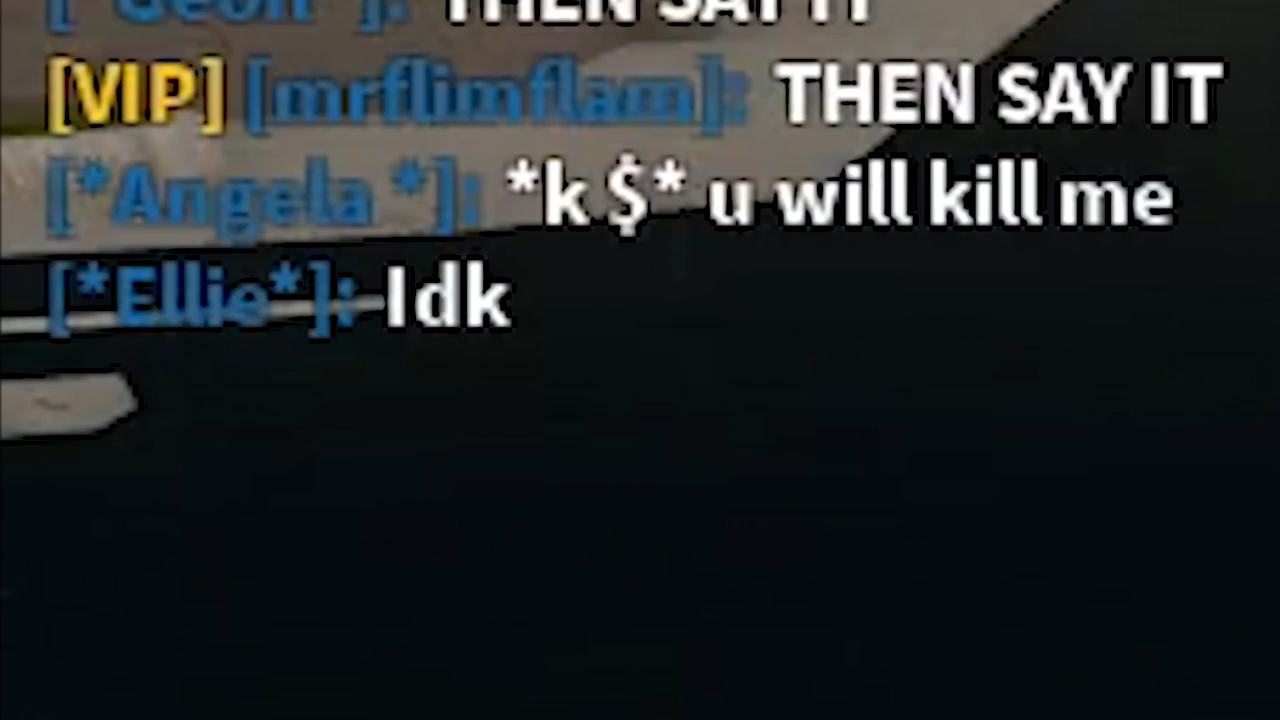 ]: THEN SAY IT
[VIP] [mrflimflam]: THEN SAY IT
[*Angela *]: *k $* u will kill me
[*Ellie*]: Idk